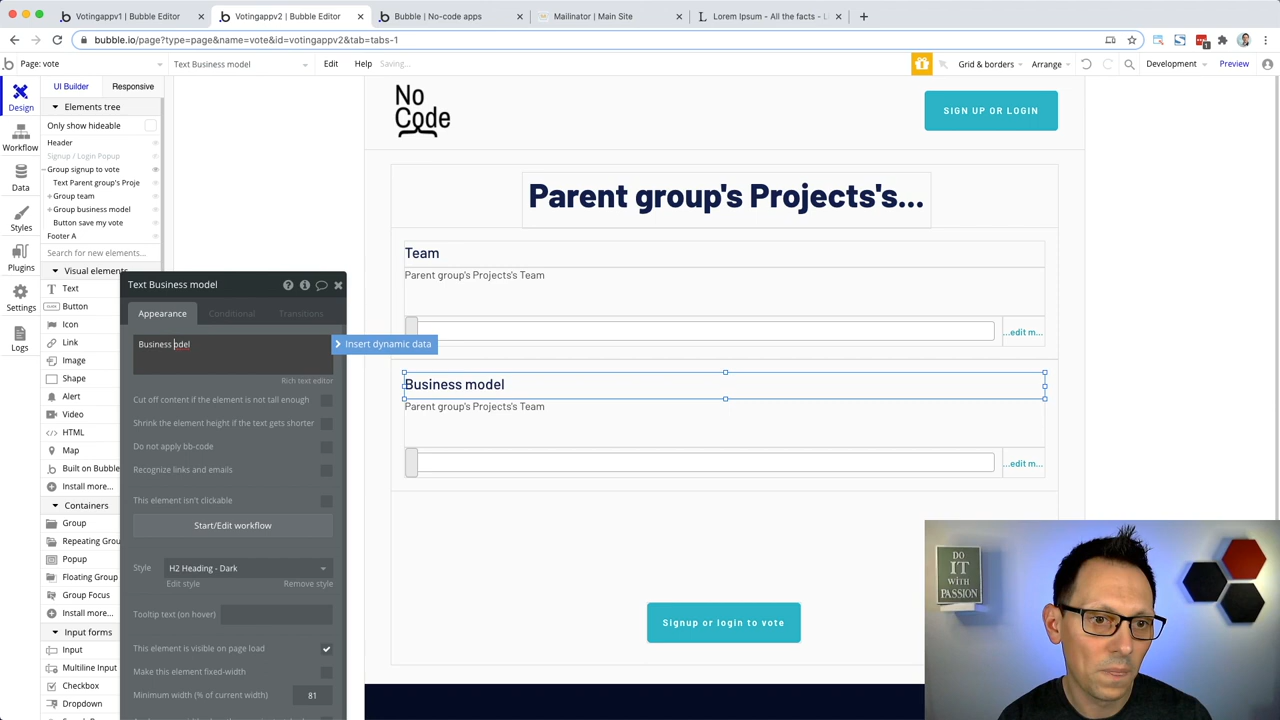 Votingappv1 | Bubble Editor
Votingappv2 | Bubble Editor
Bubble | No-code apps
Mailinator | Main Site
Lorem Ipsum - All the facts - Li
bubble.io/page?type=page&name=vote&id=votingappv2&tab=tabs-1
Page: vote
Text Business model
Edit
Help
Saving...
Grid & borders
Arrange
Development
Preview
Design
Workflow
Data
Styles
Plugins
Settings
Logs
UI Builder
Responsive
Elements tree
Only show hideable
Header
Signup / Login Popup
Group signup to vote
Text Parent group's Proje
Group team
Group business model
Button save my vote
Footer A
Search for new elements...
Visual elements
Text
Button
Icon
Link
Image
Shape
Alert
Video
HTML
Map
Built on Bubble
Install more...
Containers
Group
Repeating Grou
Popup
Floating Group
Group Focus
Install more...
Input forms
Input
Multiline Input
Checkbox
Dropdown
Text Business model
Appearance
Conditional
Transitions
Business odel
Insert dynamic data
Rich text editor
Cut off content if the element is not tall enough
Shrink the element height if the text gets shorter
Do not apply bb-code
Recognize links and emails
This element isn't clickable
Start/Edit workflow
Style
H2 Heading - Dark
Edit style
Remove style
Tooltip text (on hover)
This element is visible on page load
Make this element fixed-width
Minimum width (% of current width)
81
No
Code
SIGN UP OR LOGIN
Parent group's Projects's...
Team
Parent group's Projects's Team
...edit m...
Business model
Parent group's Projects's Team
...edit m...
Signup or login to vote
DO
IT
WITH
PASSION